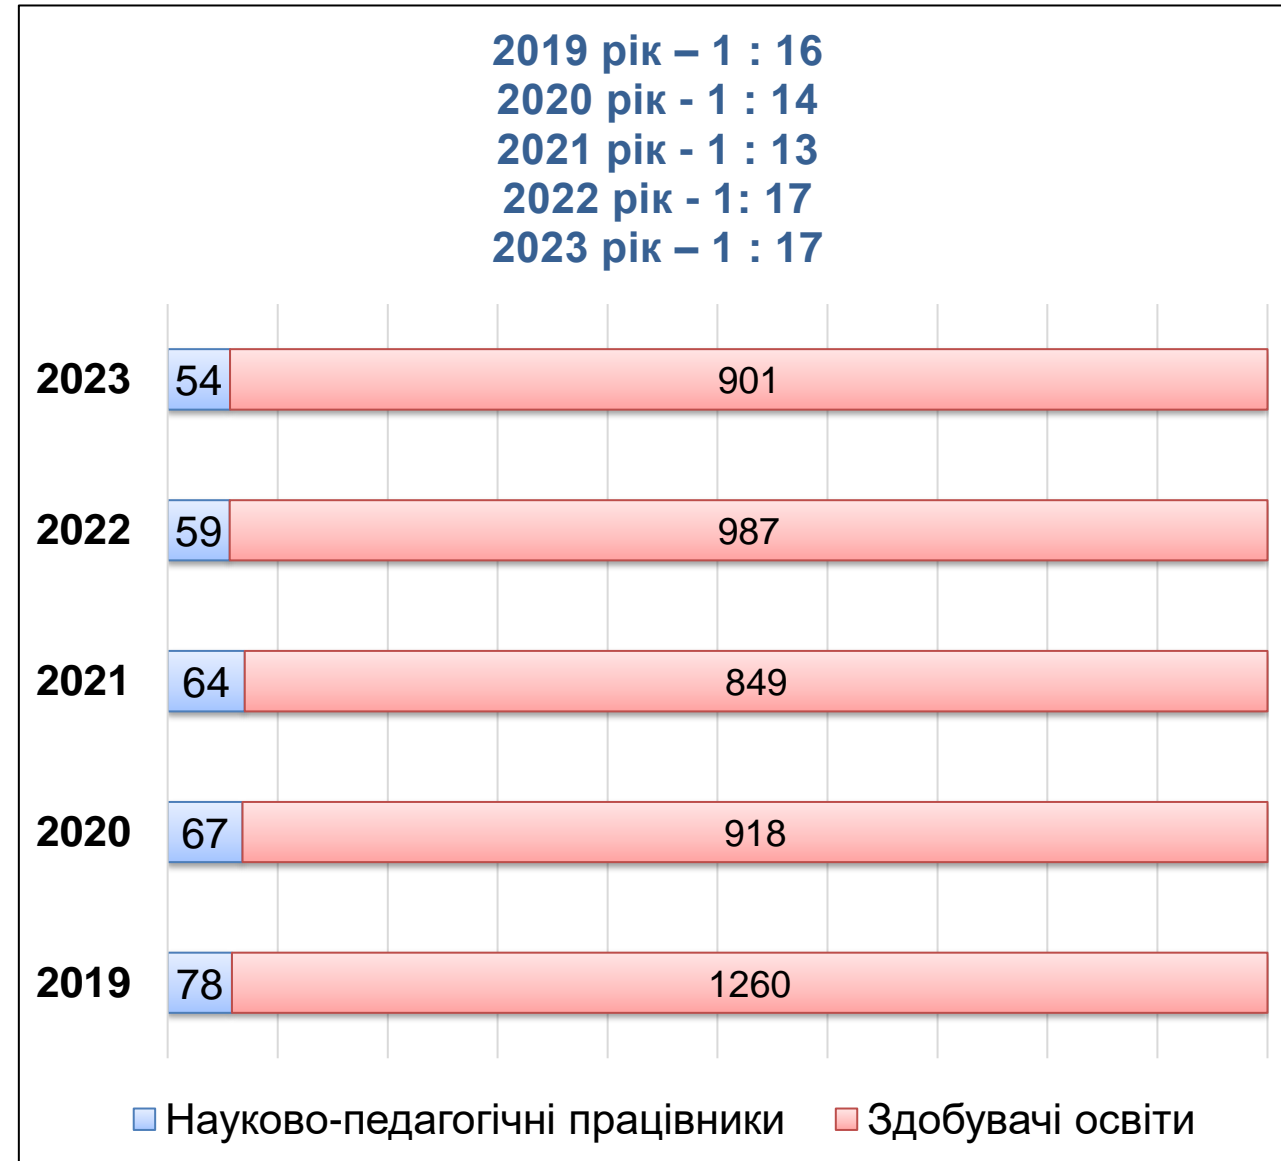 2019 рік – 1 : 16
2020 рік - 1 : 14
2021 рік - 1 : 13
2022 рік - 1: 17
2023 рік – 1 : 17
2023 54 901
2022 59 987
2021 64 849
2020 67 918
2019 78 1260
Науково-педагогічні працівники Здобувачі освіти